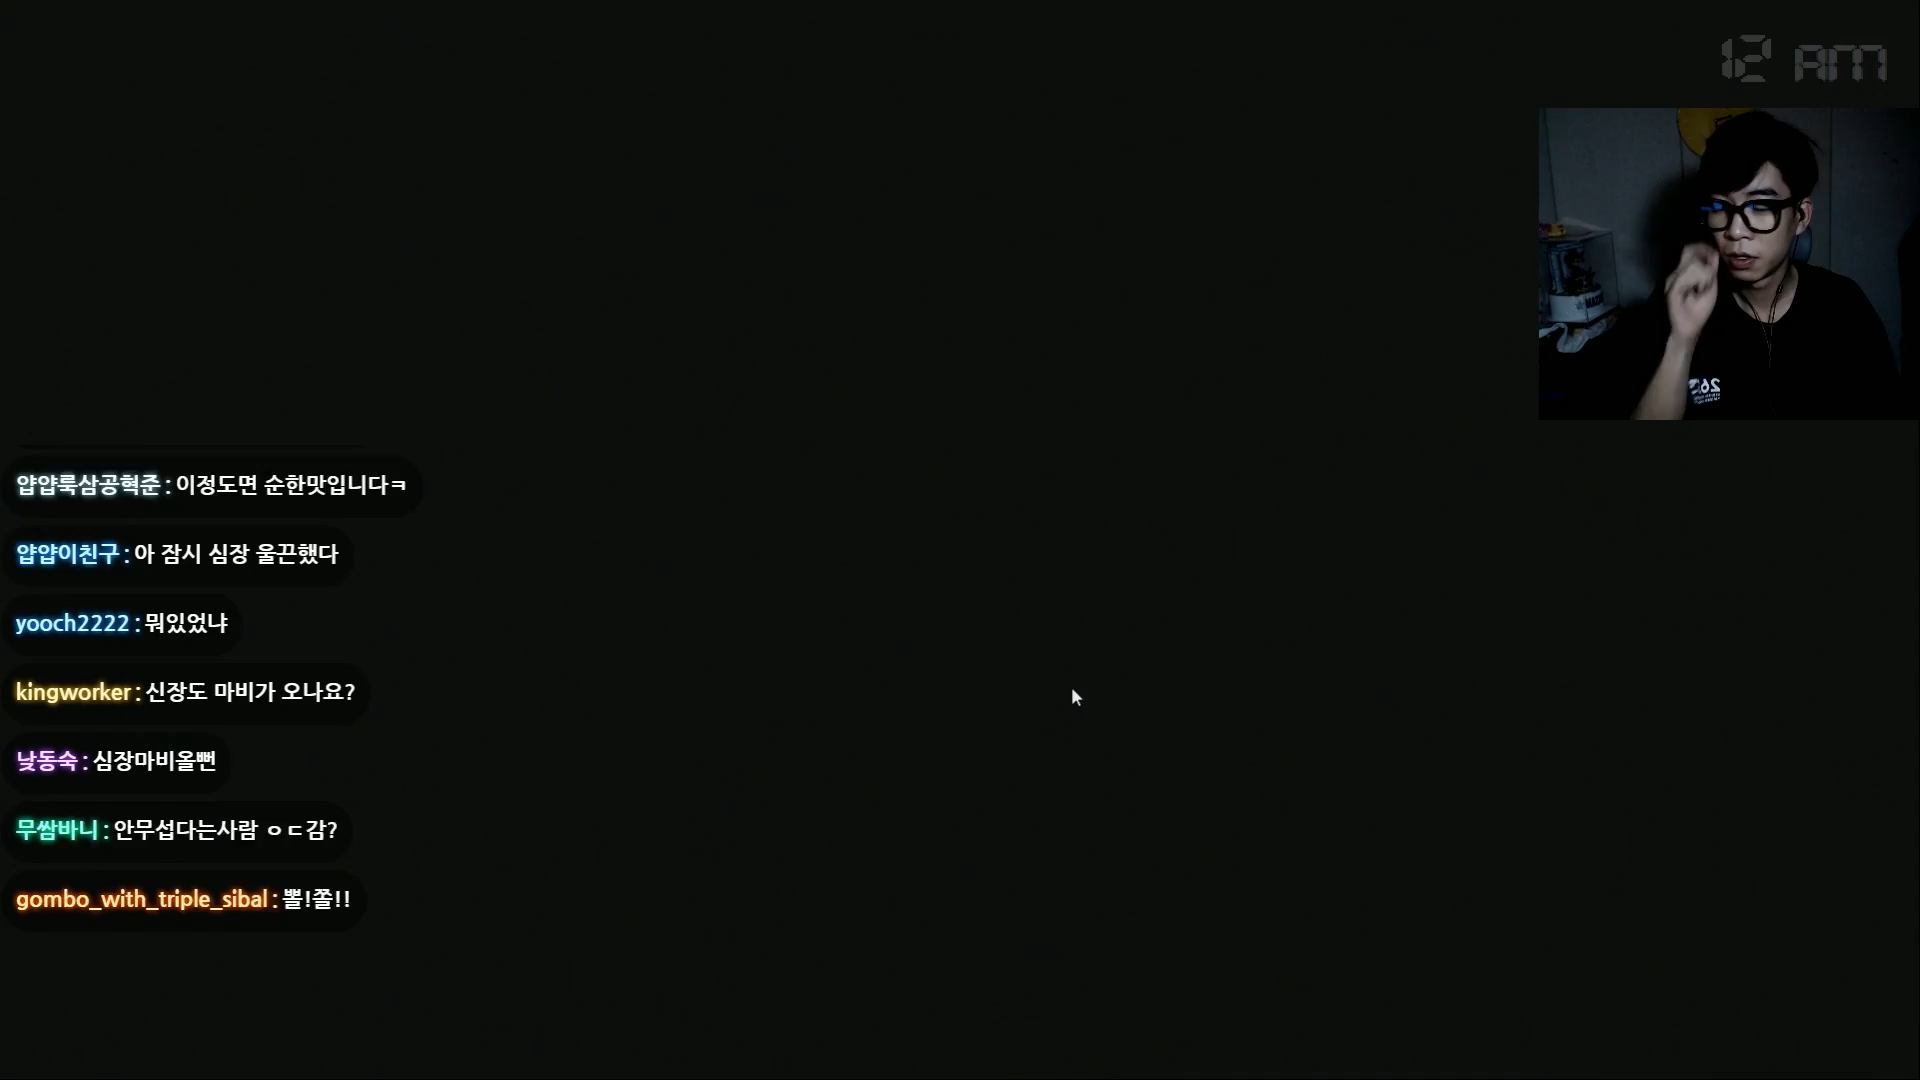 12 AM
얍얍룩삼공혁준 : 이정도면 순한맛입니다ㅋ
얍얍이친구 : 아 잠시 심장 울끈했다
yooch2222 : 뭐있었냐
kingworker : 신장도 마비가 오나요?
낮동숙 : 심장마비올뻔
무쌈바니 : 안무섭다는사람 ㅇㄷ감?
gombo_with_triple_sibal : 뽈!쫄!!